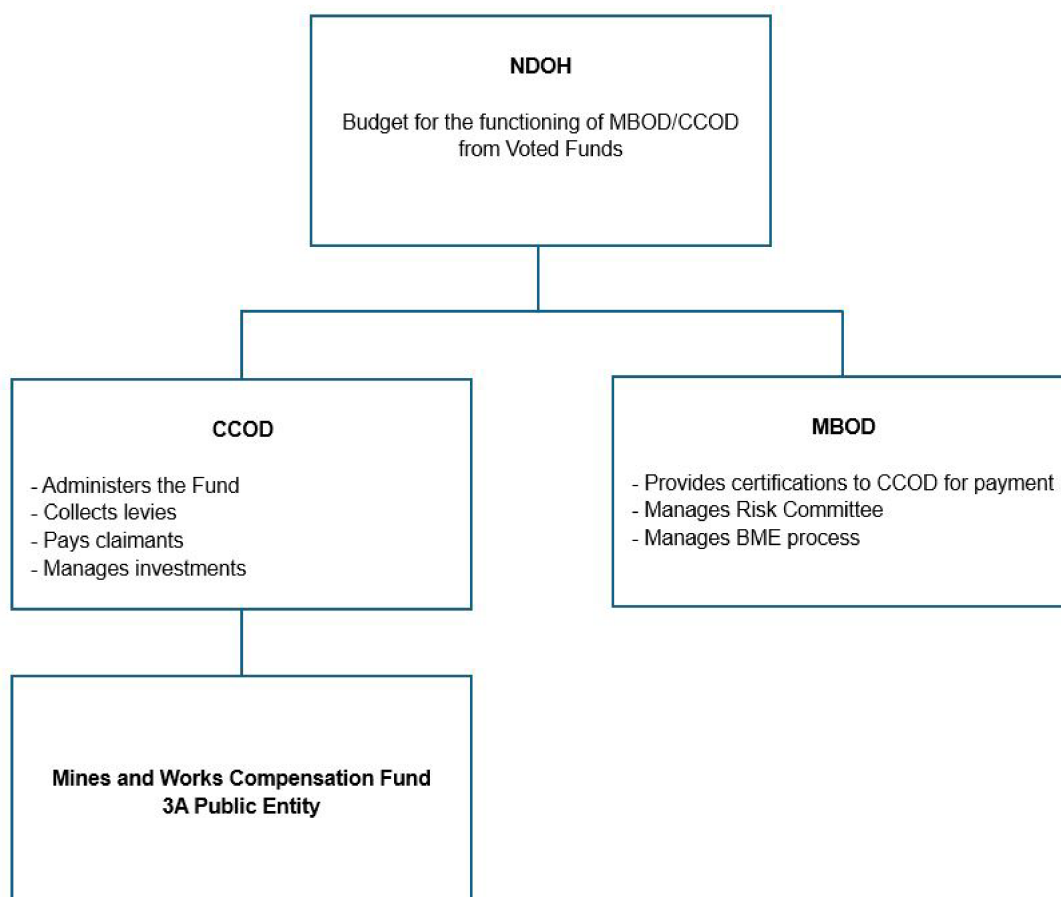 NDOH
Budget for the functioning of MBOD/CCOD
from Voted Funds
CCOD
- Administers the Fund
- Collects levies
- Pays claimants
- Manages investments
MBOD
- Provides certifications to CCOD for payment
- Manages Risk Committee
- Manages BME process
Mines and Works Compensation Fund
3A Public Entity